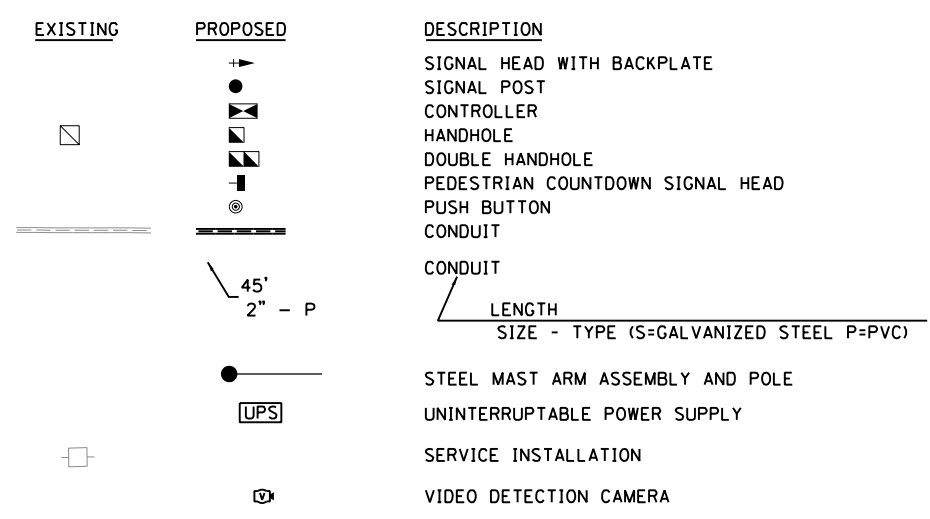 EXISTING PROPOSED DESCRIPTION
SIGNAL HEAD WITH BACKPLATE
SIGNAL POST
CONTROLLER
HANDHOLE
DOUBLE HANDHOLE
PEDESTRIAN COUNTDOWN SIGNAL HEAD
PUSH BUTTON
CONDUIT
45' CONDUIT
2" - P LENGTH
SIZE - TYPE (S=GALVANIZED STEEL P=PVC)
STEEL MAST ARM ASSEMBLY AND POLE
UPS UNINTERRUPTABLE POWER SUPPLY
SERVICE INSTALLATION
V VIDEO DETECTION CAMERA